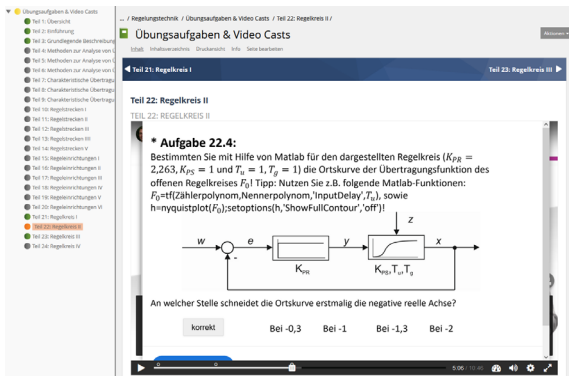 Übungsaufgaben & Video Casts
Teil 1: Übersicht
Teil 2: Einführung
Teil 3: Grundlegende Beschreibung
Teil 4: Methoden zur Analyse von Ü
Teil 5: Methoden zur Analyse von Ü
Teil 6: Methoden zur Analyse von Ü
Teil 7: Charakteristische Übertragu
Teil 8: Charakteristische Übertragu
Teil 9: Charakteristische Übertragu
Teil 10: Regelstrecken I
Teil 11: Regelstrecken II
Teil 12: Regelstrecken III
Teil 13: Regelstrecken III
Teil 14: Regelstrecken V
Teil 15: Regeleinrichtungen I
Teil 16: Regeleinrichtungen II
Teil 17: Regeleinrichtungen III
Teil 18: Regeleinrichtungen IV
Teil 19: Regeleinrichtungen V
Teil 20: Regeleinrichtungen VI
Teil 21: Regelkreis I
Teil 22: Regelkreis II
Teil 23: Regelkreis III
Teil 24: Regelkreis IV
... / Regelungstechnik / Übungsaufgaben & Video Casts / Teil 22: Regelkreis II /
Übungsaufgaben & Video Casts
Aktionen
Inhalt Inhaltsverzeichnis Druckansicht Info Seite bearbeiten
Teil 21: Regelkreis I Teil 23: Regelkreis III
Teil 22: Regelkreis II
TEIL 22: REGELKREIS II
* Aufgabe 22.4:
Bestimmten Sie mit Hilfe von Matlab für den dargestellten Regelkreis (K_PR =
2,263, K_PS = 1 und T_u = 1, T_g = 1) die Ortskurve der Übertragungsfunktion des
offenen Regelkreises F_0! Tipp: Nutzen Sie z.B. folgende Matlab-Funktionen:
F_0=tf(Zählerpolynom,Nennerpolynom,'InputDelay',T_u), sowie
h=nyquistplot(F_0);setoptions(h,'ShowFullContour','off')!
z
w e y x
-
K_PR K_PS,T_u,T_g
An welcher Stelle schneidet die Ortskurve erstmalig die negative reelle Achse?
korrekt Bei -0,3 Bei -1 Bei -1,3 Bei -2
5:06 / 10:46